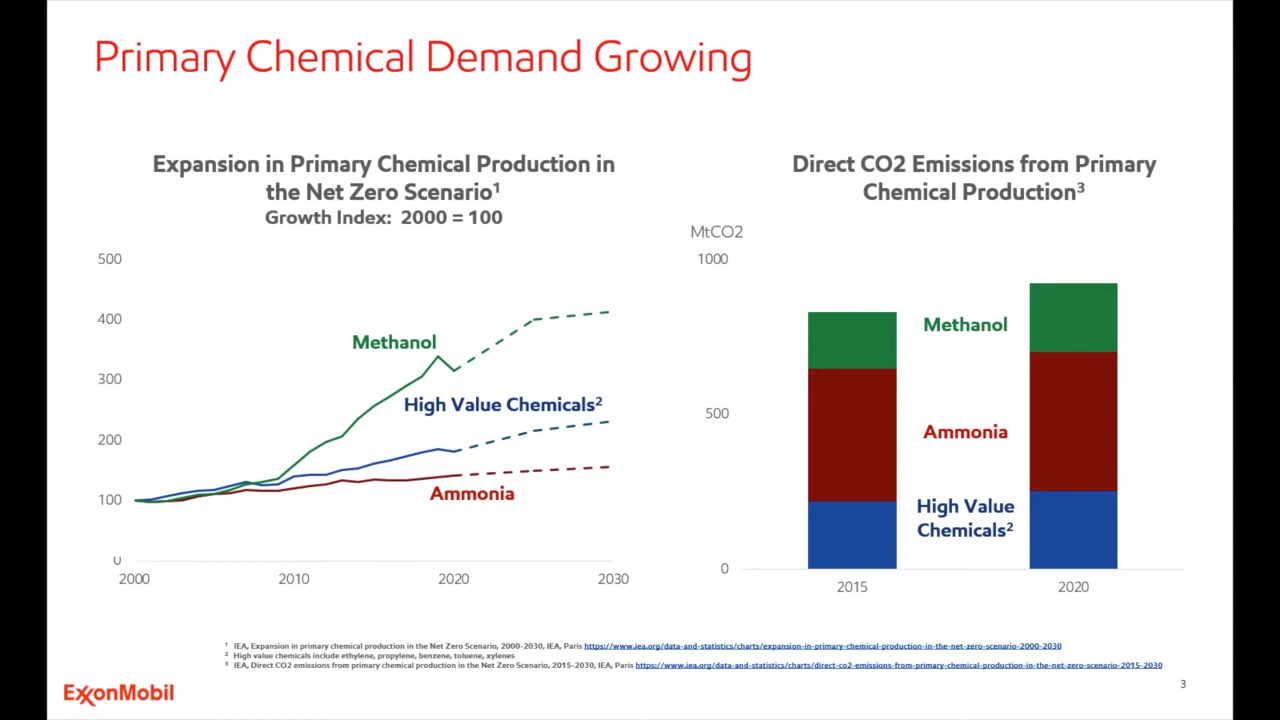 Primary Chemical Demand Growing
Expansion in Primary Chemical Production in
the Net Zero Scenario¹
Growth Index: 2000 = 100
500
400
300
200
100
0
2000
2010
2020
2030
Methanol
High Value Chemicals²
Ammonia
Direct CO2 Emissions from Primary
Chemical Production³
MtCO2
1000
500
0
2015
2020
Methanol
Ammonia
High Value
Chemicals²
¹ IEA, Expansion in primary chemical production in the Net Zero Scenario, 2000-2030, IEA, Paris https://www.iea.org/data-and-statistics/charts/expansion-in-primary-chemical-production-in-the-net-zero-scenario-2000-2030
² High value chemicals include ethylene, propylene, benzene, toluene, xylenes
³ IEA, Direct CO2 emissions from primary chemical production in the Net Zero Scenario, 2015-2030, IEA, Paris https://www.iea.org/data-and-statistics/charts/direct-co2-emissions-from-primary-chemical-production-in-the-net-zero-scenario-2015-2030
ExxonMobil
3